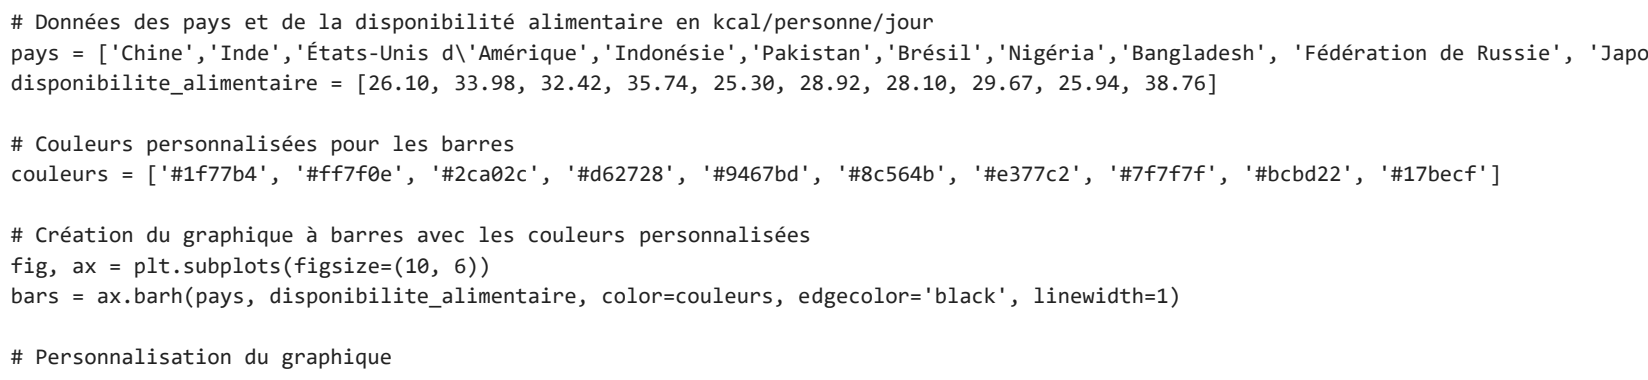 # Données des pays et de la disponibilité alimentaire en kcal/personne/jour
pays = ['Chine','Inde','États-Unis d\'Amérique','Indonésie','Pakistan','Brésil','Nigéria','Bangladesh', 'Fédération de Russie', 'Japo
disponibilite_alimentaire = [26.10, 33.98, 32.42, 35.74, 25.30, 28.92, 28.10, 29.67, 25.94, 38.76]
# Couleurs personnalisées pour les barres
couleurs = ['#1f77b4', '#ff7f0e', '#2ca02c', '#d62728', '#9467bd', '#8c564b', '#e377c2', '#7f7f7f', '#bcbd22', '#17becf']
# Création du graphique à barres avec les couleurs personnalisées
fig, ax = plt.subplots(figsize=(10, 6))
bars = ax.barh(pays, disponibilite_alimentaire, color=couleurs, edgecolor='black', linewidth=1)
# Personnalisation du graphique